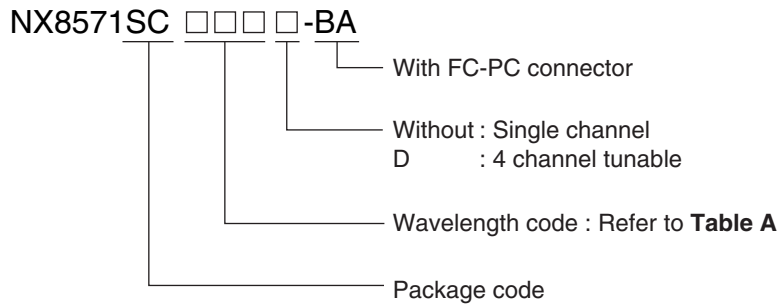 NX8571SC □□□ □-BA
With FC-PC connector
Without : Single channel
D : 4 channel tunable
Wavelength code : Refer to Table A
Package code